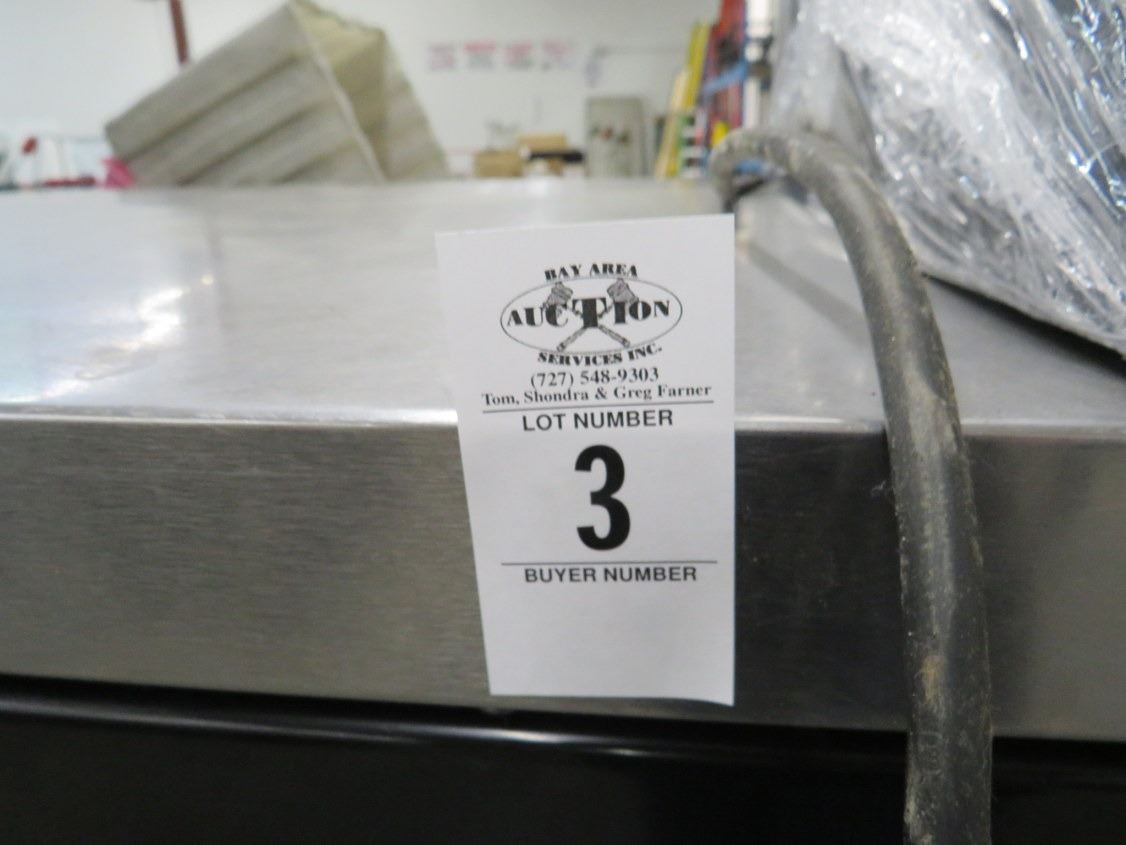 BAY AREA
AUCTION
SERVICES INC.
(727) 548-9303
Tom, Shondra & Greg Farner
LOT NUMBER
3
BUYER NUMBER